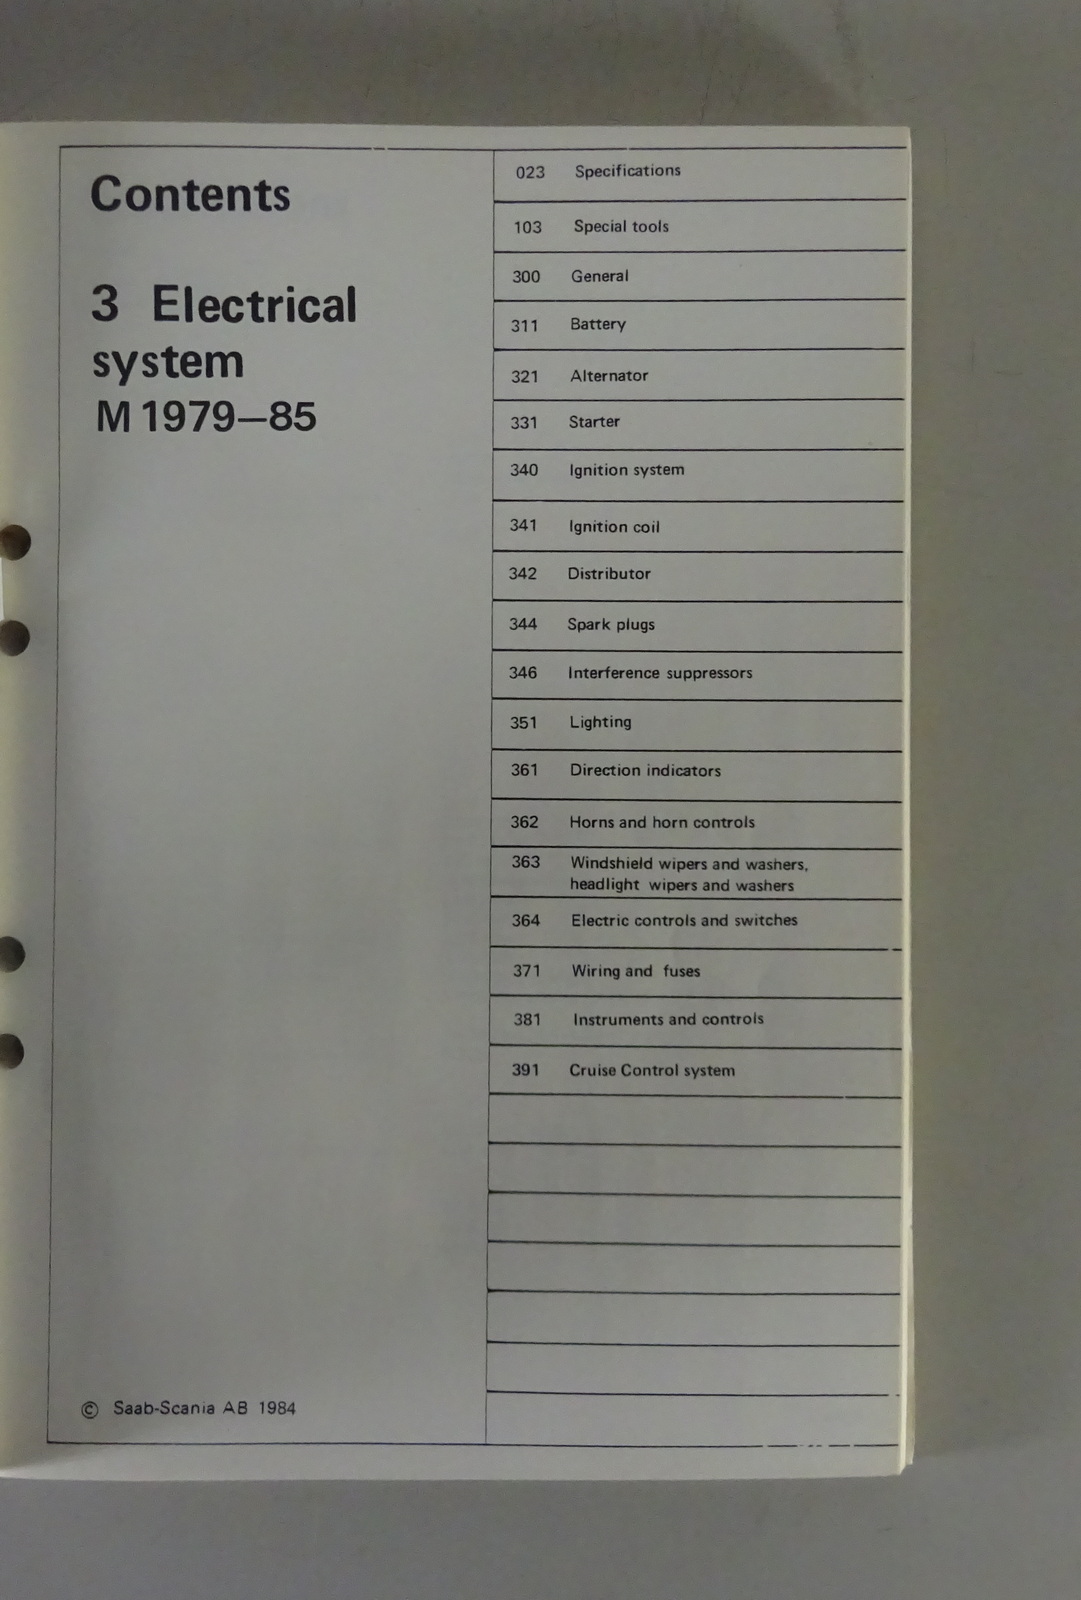 Contents
3 Electrical
system
M 1979–85
023 Specifications
103 Special tools
300 General
311 Battery
321 Alternator
331 Starter
340 Ignition system
341 Ignition coil
342 Distributor
344 Spark plugs
346 Interference suppressors
351 Lighting
361 Direction indicators
362 Horns and horn controls
363 Windshield wipers and washers,
headlight wipers and washers
364 Electric controls and switches
371 Wiring and fuses
381 Instruments and controls
391 Cruise Control system
© Saab-Scania AB 1984